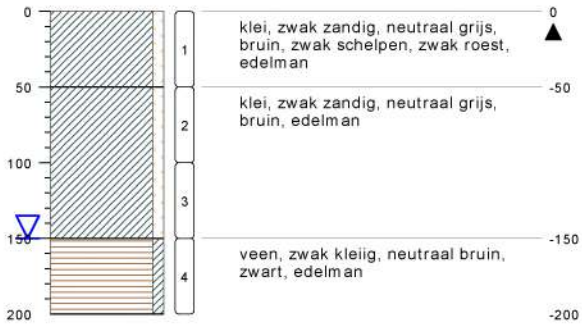 0
klei, zwak zandig, neutraal grijs,
bruin, zwak schelpen, zwak roest,
edelman
0
1
50
klei, zwak zandig, neutraal grijs,
bruin, edelman
-50
2
100
3
150
veen, zwak kleiig, neutraal bruin,
zwart, edelman
-150
4
200
-200